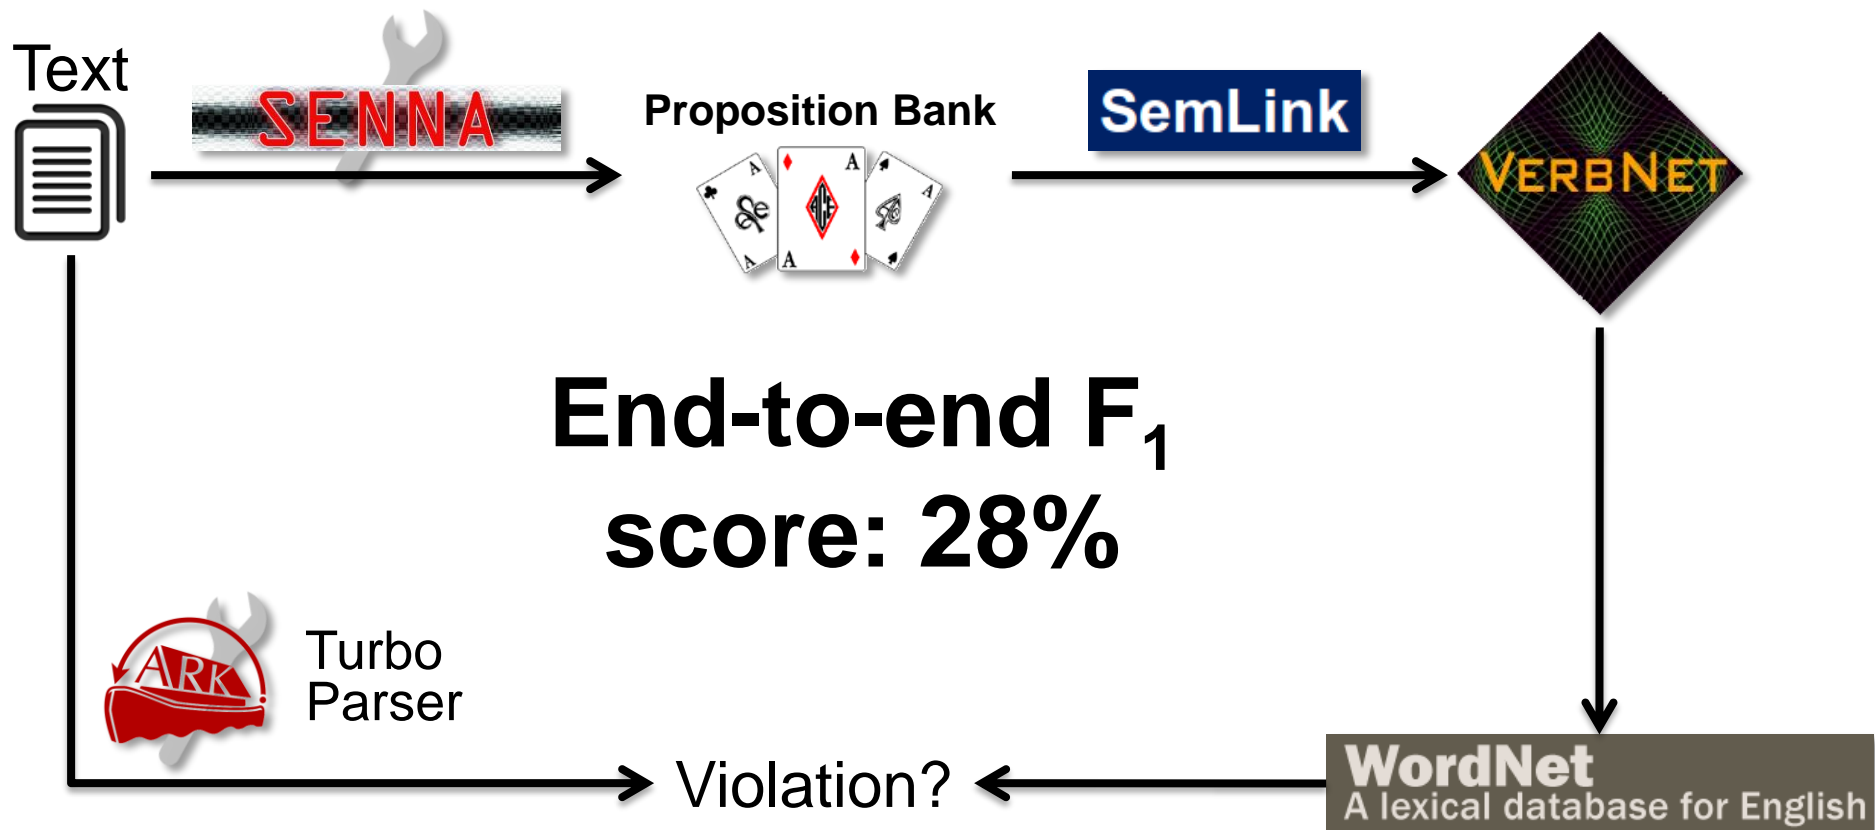 Text
SENNA
Proposition Bank
SemLink
VERBNET
A
A
A
A
A
A
ACE
End-to-end F1
score: 28%
ARK
Turbo
Parser
Violation?
WordNet
A lexical database for English